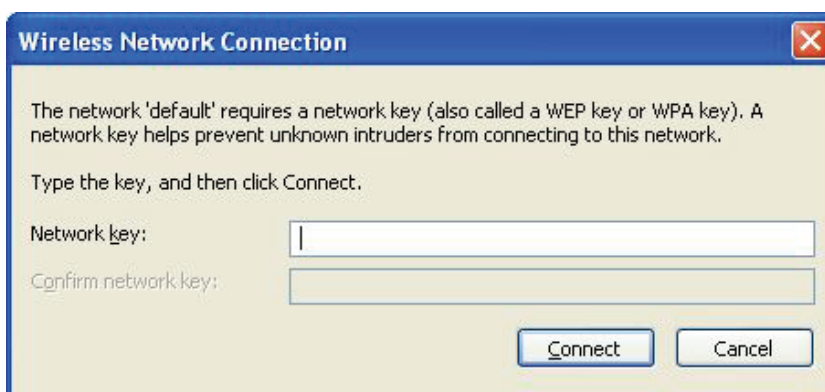 Wireless Network Connection
The network 'default' requires a network key (also called a WEP key or WPA key). A
network key helps prevent unknown intruders from connecting to this network.
Type the key, and then click Connect.
Network key:
Confirm network key:
Connect Cancel